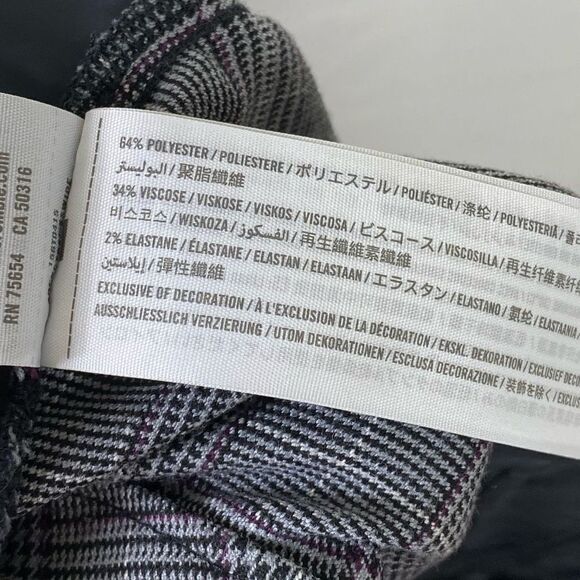 64% POLYESTER / POLIESTERE / ポリエステル / POLIÉSTER / 涤纶 / POLYESTERIÄ /
البوليستر / 聚脂纖維
34% VISCOSE / VISKOSE / VISKOS / VISCOSA / ビスコース / VISCOSILLA / 再生纤维素纤
비스코스 / WISKOZA / الفسكوز / 再生纖維素纖維
2% ELASTANE / ÉLASTANE / ELASTAN / ELASTAAN / エラスタン / ELASTANO / 氨纶 / ELASTAANIA /
إيلاستين / 彈性纖維
EXCLUSIVE OF DECORATION / À L'EXCLUSION DE LA DÉCORATION / EKSKL. DEKORATION / EXCLUSIEF DECO
AUSSCHLIESSLICH VERZIERUNG / UTOM DEKORATIONEN / ESCLUSA DECORAZIONE / 装飾を除く / EXCLU
RN 75654 CA 50316